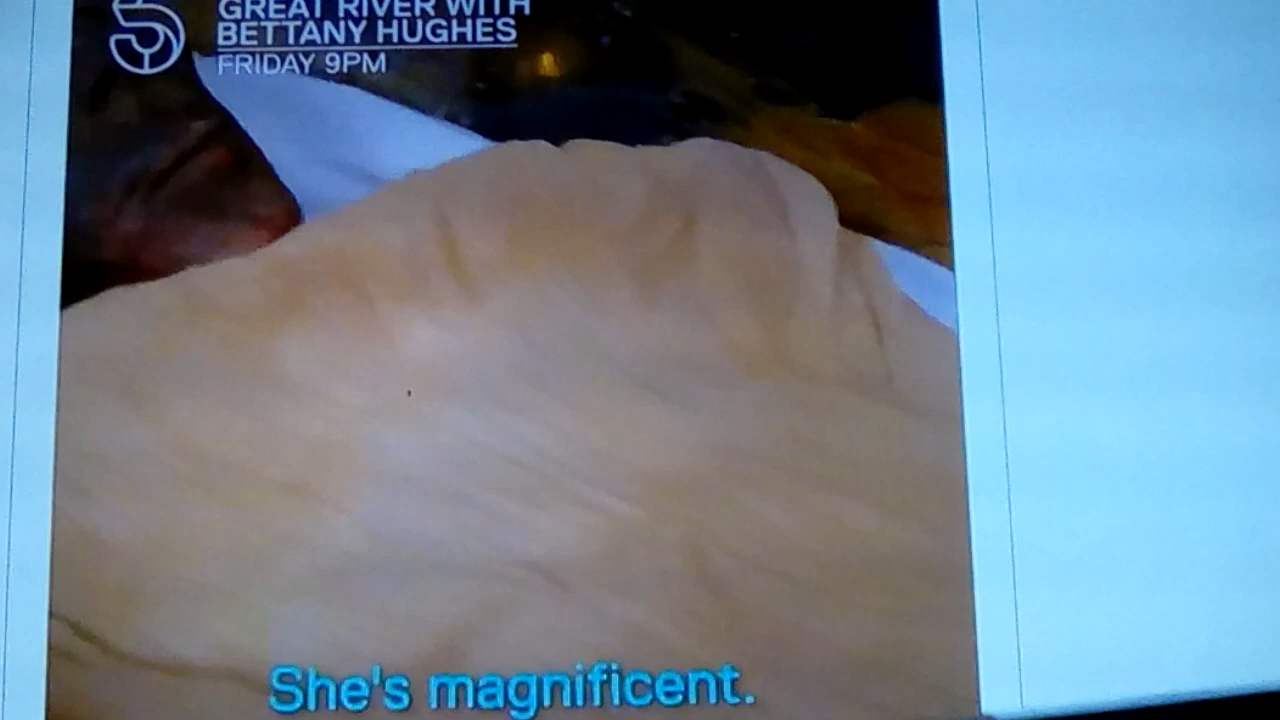 5
GREAT RIVER WITH
BETTANY HUGHES
FRIDAY 9PM
She's magnificent.